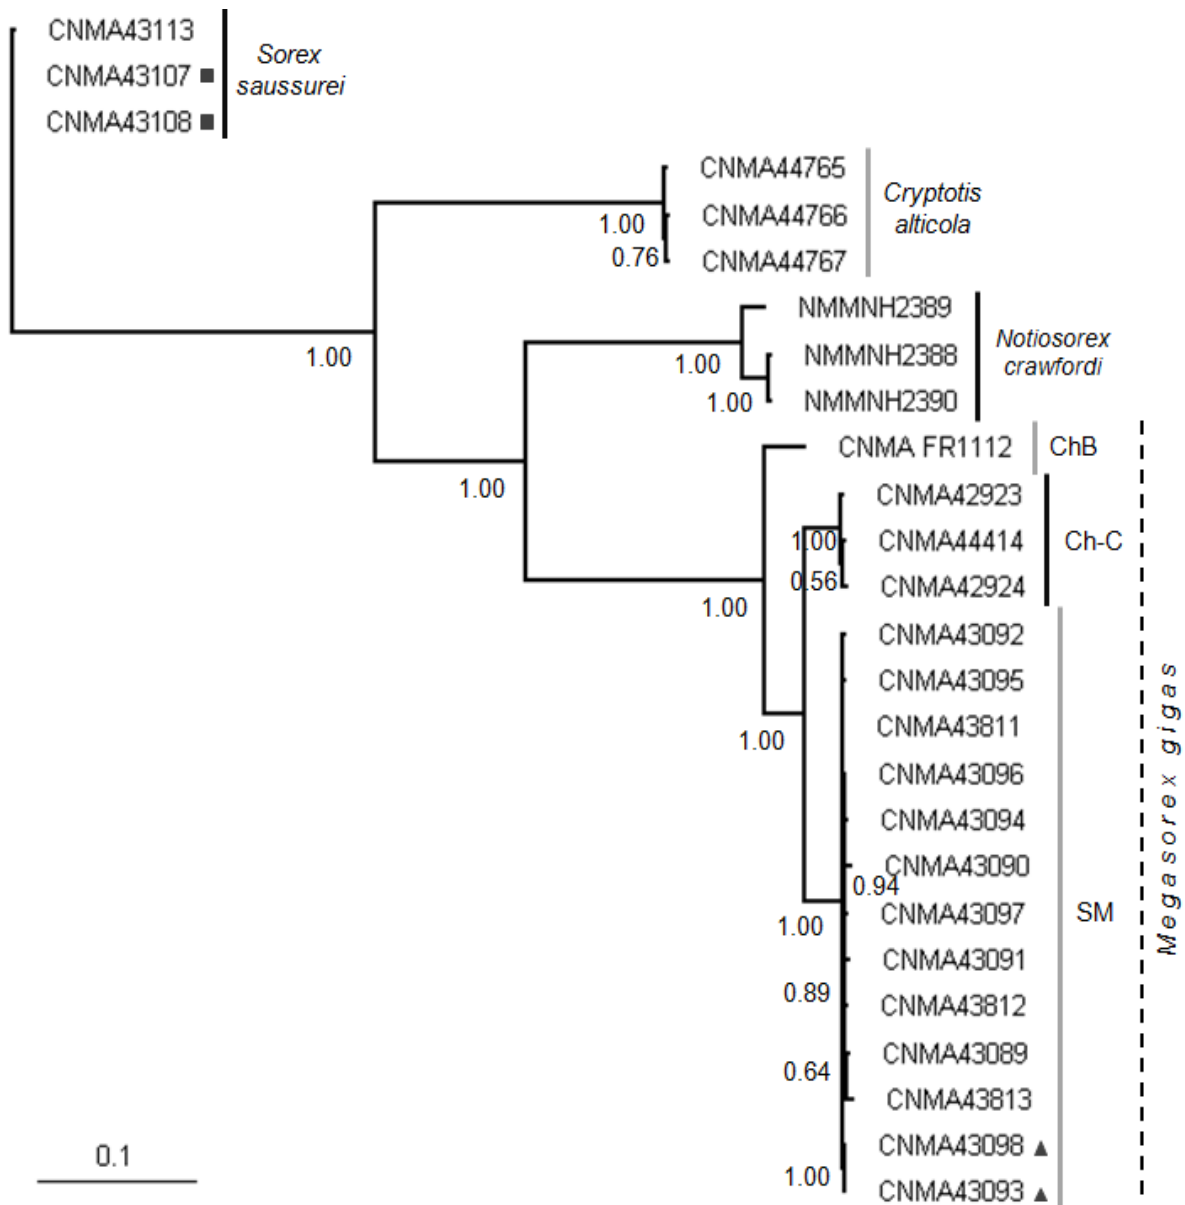 CNMA43113
CNMA43107 ■
CNMA43108 ■
Sorex
saussurei
CNMA44765
CNMA44766
CNMA44767
Cryptotis
alticola
1.00
0.76
NMMNH2389
NMMNH2388
NMMNH2390
Notiosorex
crawfordi
1.00
1.00
1.00
1.00
CNMA FR1112
ChB
CNMA42923
CNMA44414
CNMA42924
Ch-C
1.00
0.56
1.00
1.00
CNMA43092
CNMA43095
CNMA43811
CNMA43096
CNMA43094
CNMA43090
0.94
CNMA43097
SM
1.00
CNMA43091
0.89
CNMA43812
CNMA43089
0.64
CNMA43813
CNMA43098 ▲
1.00
CNMA43093 ▲
Megasorex gigas
0.1